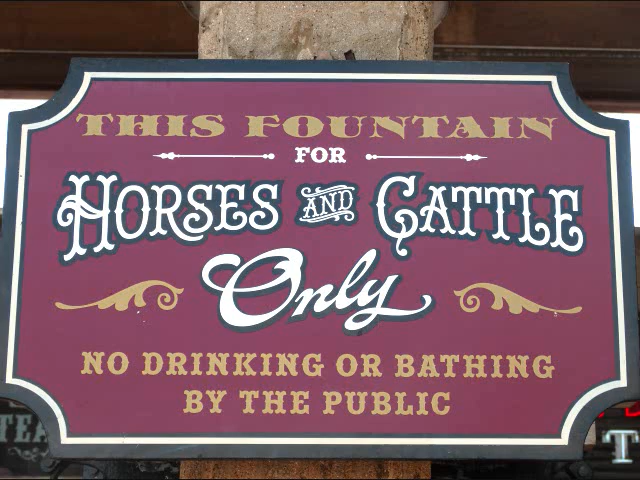 THIS FOUNTAIN
FOR
HORSES AND CATTLE
Only
NO DRINKING OR BATHING
BY THE PUBLIC